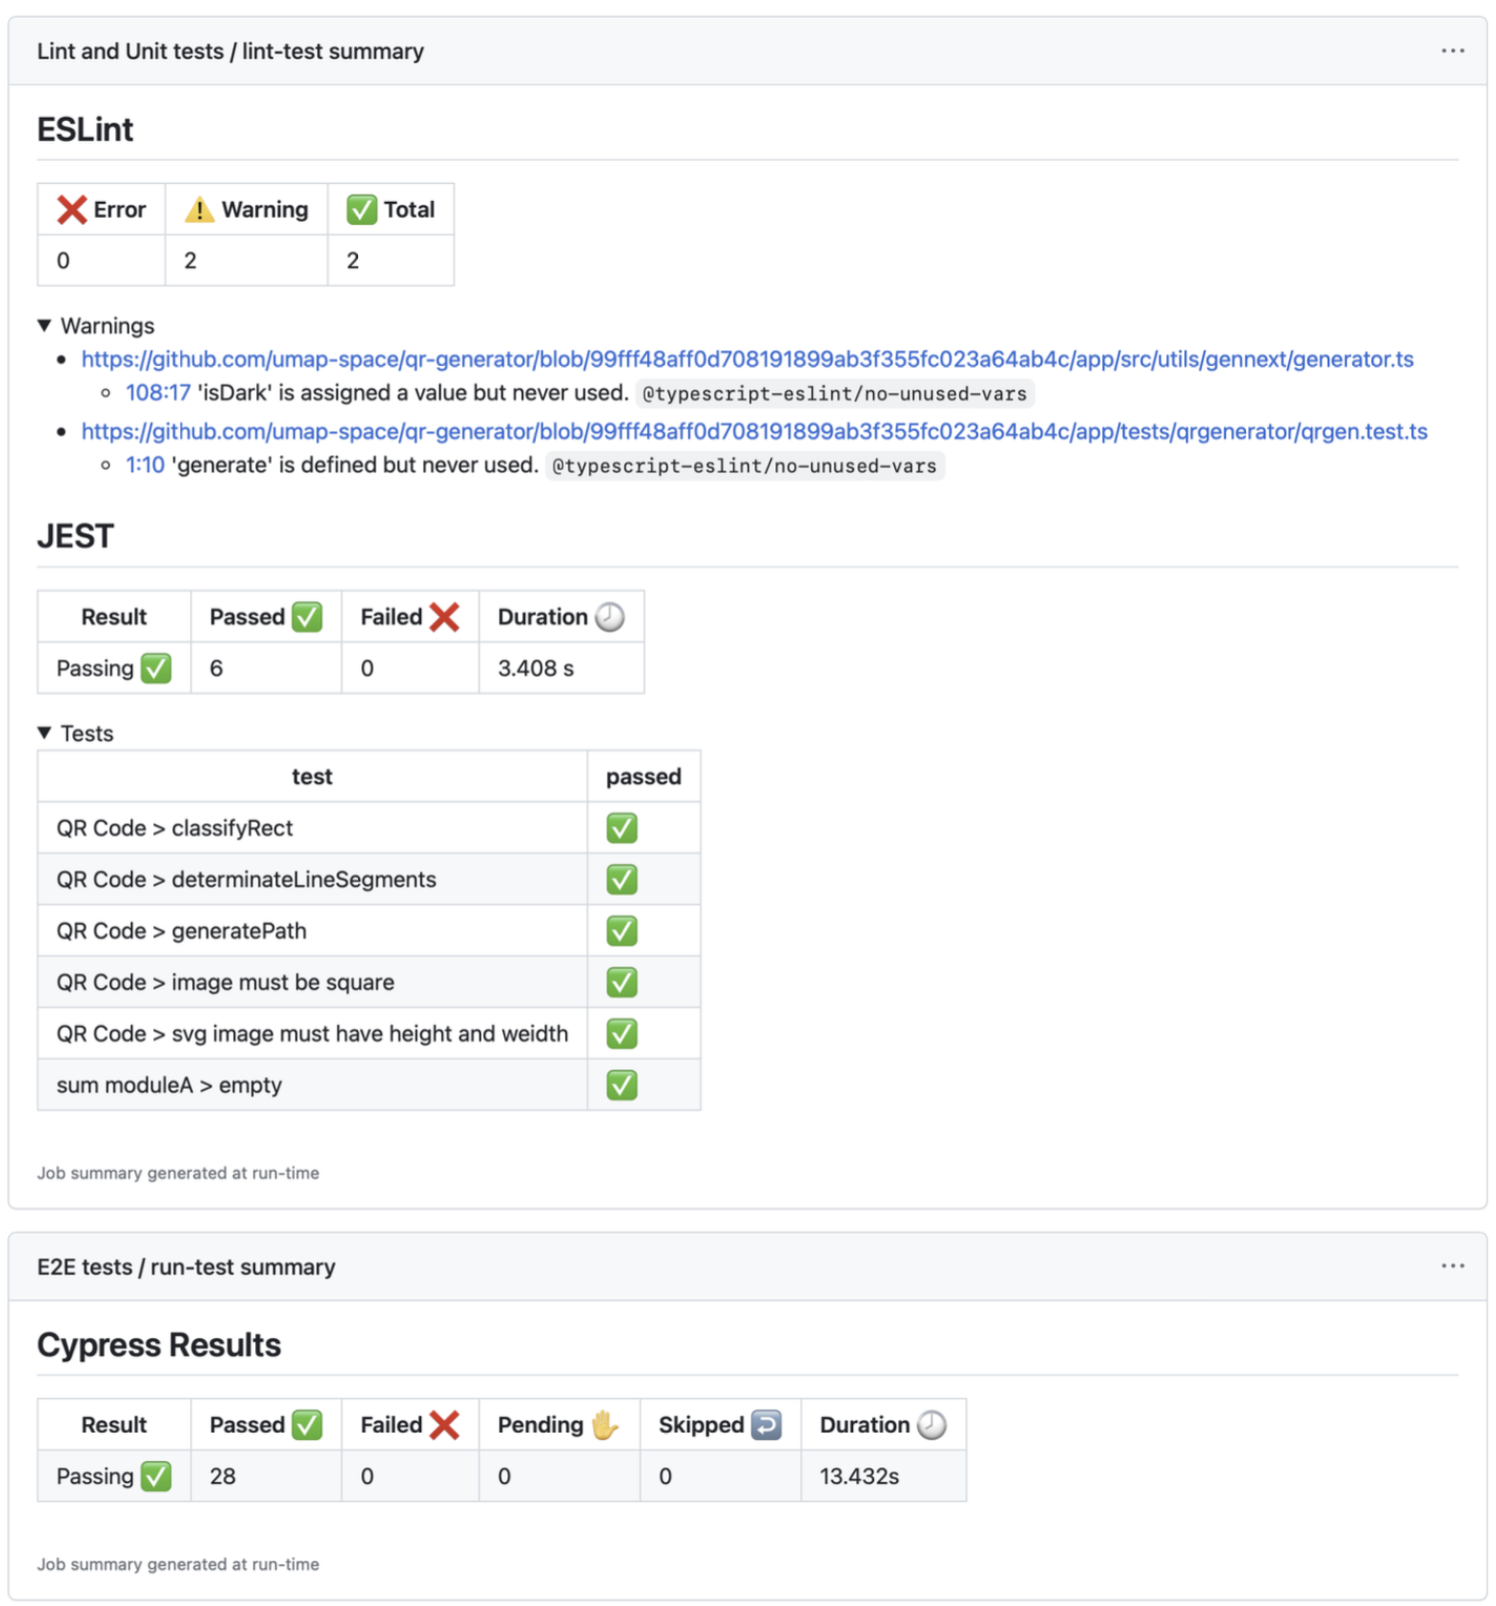 Lint and Unit tests / lint-test summary
ESLint
❌ Error ⚠️ Warning ✅ Total
0 2 2
▼ Warnings
• https://github.com/umap-space/qr-generator/blob/99fff48aff0d708191899ab3f355fc023a64ab4c/app/src/utils/gennext/generator.ts
◦ 108:17 'isDark' is assigned a value but never used. @typescript-eslint/no-unused-vars
• https://github.com/umap-space/qr-generator/blob/99fff48aff0d708191899ab3f355fc023a64ab4c/app/tests/qrgenerator/qrgen.test.ts
◦ 1:10 'generate' is defined but never used. @typescript-eslint/no-unused-vars
JEST
Result Passed ✅ Failed ❌ Duration 🕗
Passing ✅ 6 0 3.408 s
▼ Tests
test passed
QR Code > classifyRect ✅
QR Code > determinateLineSegments ✅
QR Code > generatePath ✅
QR Code > image must be square ✅
QR Code > svg image must have height and weidth ✅
sum moduleA > empty ✅
Job summary generated at run-time
E2E tests / run-test summary
Cypress Results
Result Passed ✅ Failed ❌ Pending ✋ Skipped ↩️ Duration 🕗
Passing ✅ 28 0 0 0 13.432s
Job summary generated at run-time